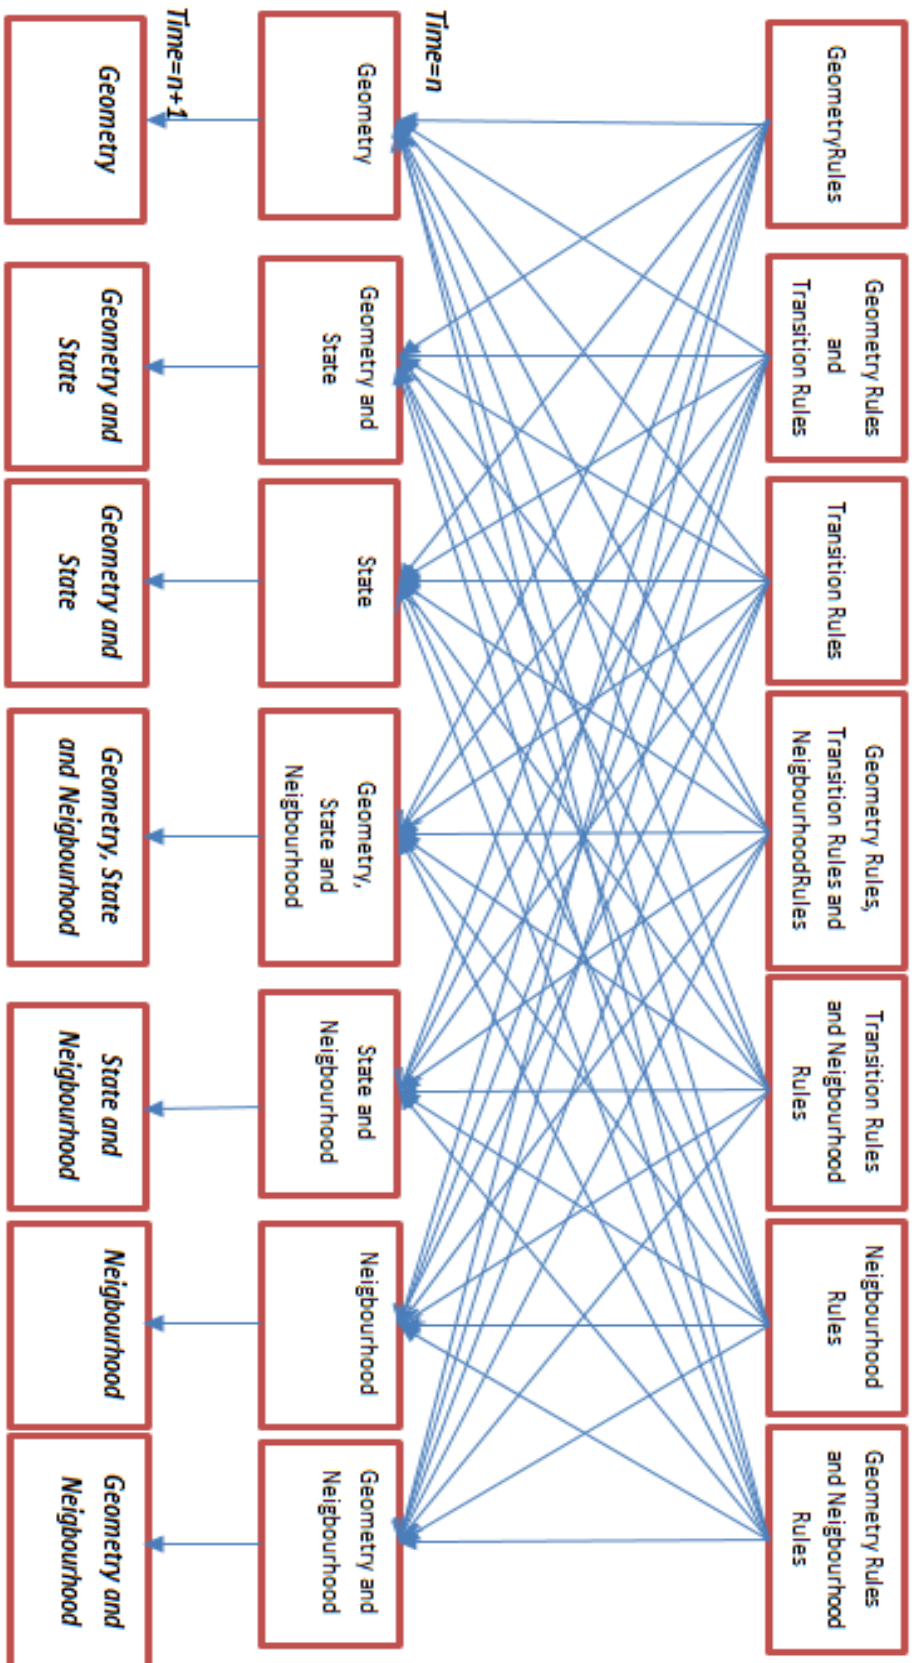 GeometryRules
Geometry Rules
and
Transition Rules
Transition Rules
Geometry Rules,
Transition Rules and
NeigbourhoodRules
Transition Rules
and Neigbourhood
Rules
Neigbourhood
Rules
Geometry Rules
and Neigbourhood
Rules
Time=n
Geometry
Geometry and
State
State
Geometry,
State and
Neigbourhood
State and
Neigbourhood
Neigbourhood
Geometry and
Neigbourhood
Time=n+1
Geometry
Geometry and
State
Geometry and
State
Geometry, State
and Neigbourhood
State and
Neigbourhood
Neigbourhood
Geometry and
Neigbourhood